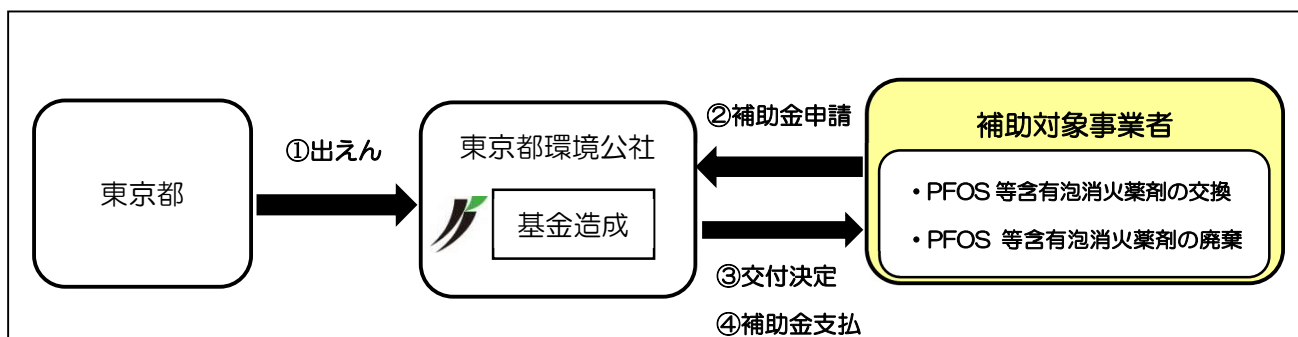 東京都
①出えん
東京都環境公社
基金造成
②補助金申請
③交付決定
④補助金支払
補助対象事業者
・PFOS 等含有泡消火薬剤の交換
・PFOS 等含有泡消火薬剤の廃棄